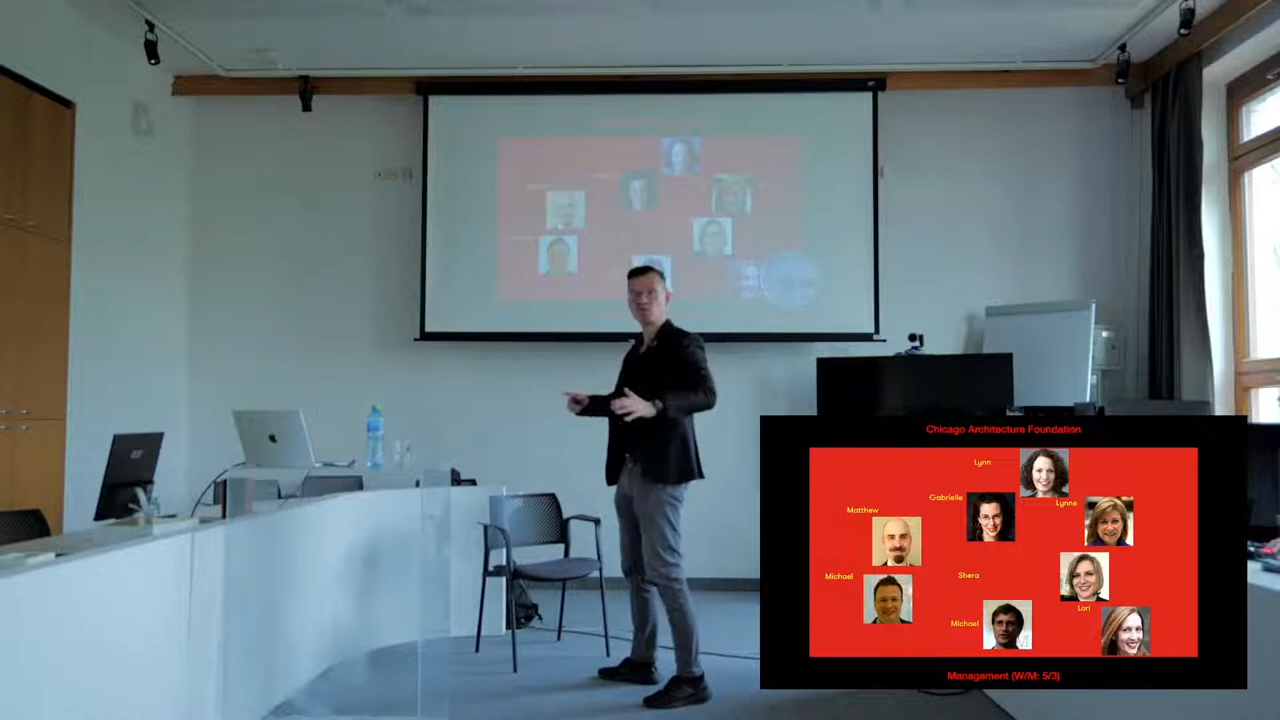 Chicago Architecture Foundation
Lynn
Gabrielle
Lynne
Matthew
Michael
Shera
Lori
Michael
Management (W/M: 5/3)